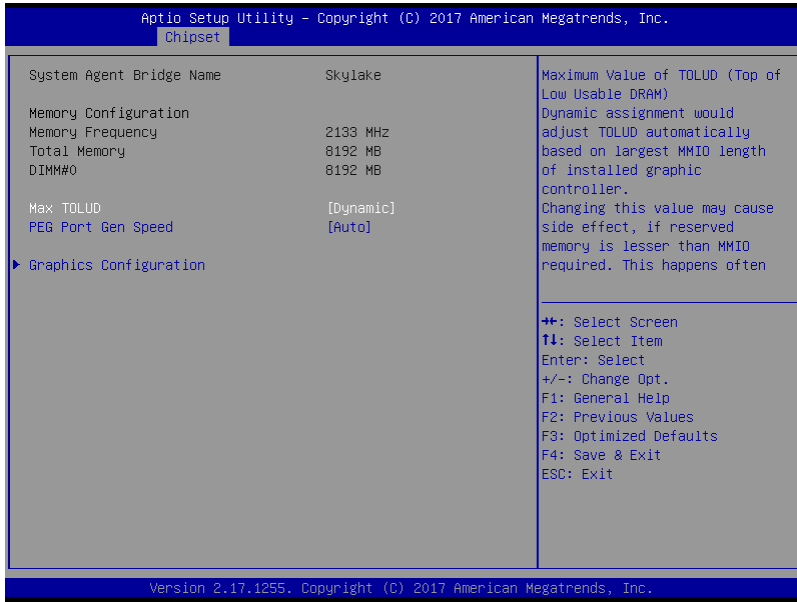 Aptio Setup Utility – Copyright (C) 2017 American Megatrends, Inc.
Chipset
System Agent Bridge Name Skylake
Memory Configuration
Memory Frequency 2133 MHz
Total Memory 8192 MB
DIMM#0 8192 MB
Max TOLUD [Dynamic]
PEG Port Gen Speed [Auto]
Graphics Configuration
Maximum Value of TOLUD (Top of
Low Usable DRAM)
Dynamic assignment would
adjust TOLUD automatically
based on largest MMIO length
of installed graphic
controller.
Changing this value may cause
side effect, if reserved
memory is lesser than MMIO
required. This happens often
→←: Select Screen
↑↓: Select Item
Enter: Select
+/-: Change Opt.
F1: General Help
F2: Previous Values
F3: Optimized Defaults
F4: Save & Exit
ESC: Exit
Version 2.17.1255. Copyright (C) 2017 American Megatrends, Inc.